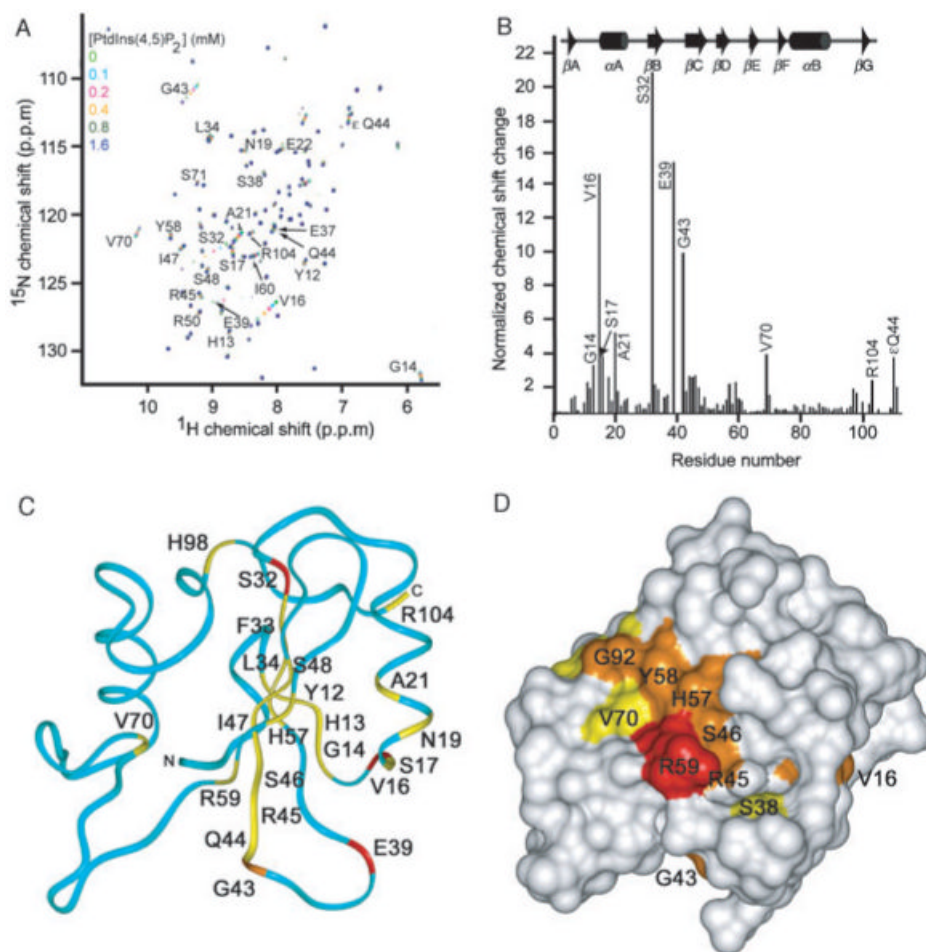 A
[PtdIns(4,5)P2] (mM)
0
0.1
0.2
0.4
0.8
1.6
G43
L34
N19
E22
ε Q44
S71
S38
A21
E37
Y58
V70
S32
R104
Q44
I47
S17
Y12
S48
I60
R45
V16
R50
E39
H13
G14
110
115
120
125
130
15N chemical shift (p.p.m)
10 9 8 7 6
1H chemical shift (p.p.m)
B
βA αA βB βC βD βE βF αB βG
22
20
18
16
14
12
10
8
6
4
2
Normalized chemical shift change
S32
V16
E39
G43
G14
S17
A21
V70
R104
εQ44
0 20 40 60 80 100
Residue number
C
H98
S32
C
R104
F33
L34
S48
Y12
A21
V70
I47
H13
N
H57
G14
N19
S17
V16
R59
S46
R45
Q44
E39
G43
D
G92
Y58
H57
V70
S46
R59
R45
V16
S38
G43